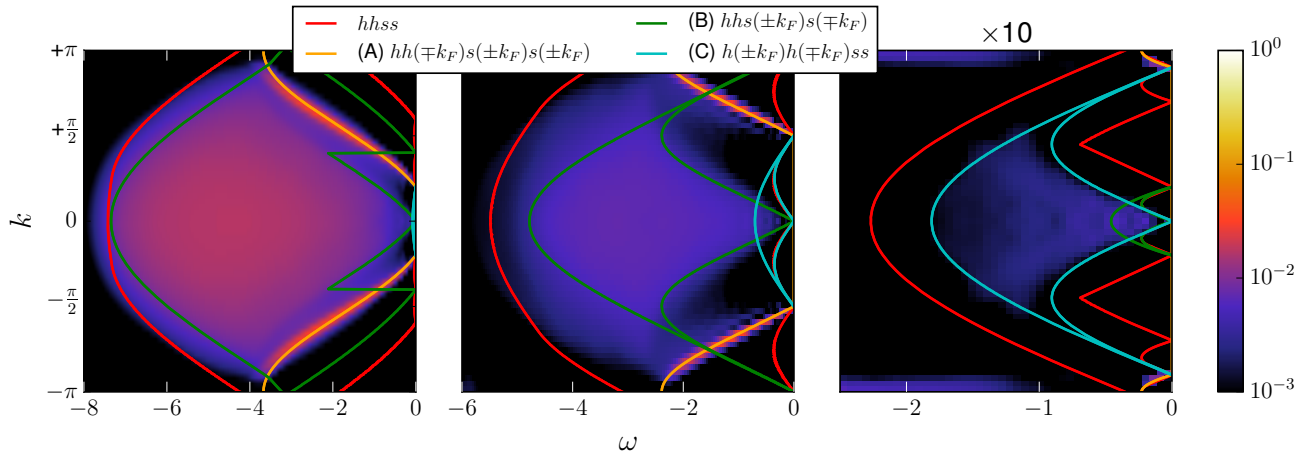 hhss
(B) hhs(±k_F)s(∓k_F)
(A) hh(∓k_F)s(±k_F)s(±k_F)
(C) h(±k_F)h(∓k_F)ss
×10
+π
+π/2
0
−π/2
−π
k
−8 −6 −4 −2 0
−6 −4 −2 0
−2 −1 0
ω
10^0
10^−1
10^−2
10^−3